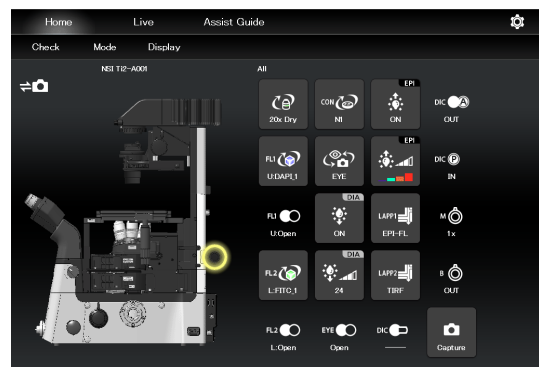 Home Live Assist Guide
Check Mode Display
NSI Ti2-A001
All
20x Dry
CON
N1
EPI
ON
DIC A
OUT
FL1
U:DAPI_1
EYE
EPI
DIC P
IN
FL1
U:Open
DIA
ON
LAPP1
EPI-FL
M
1x
FL2
L:FITC_1
DIA
24
LAPP2
TIRF
B
OUT
FL2
L:Open
EYE
Open
DIC
Capture